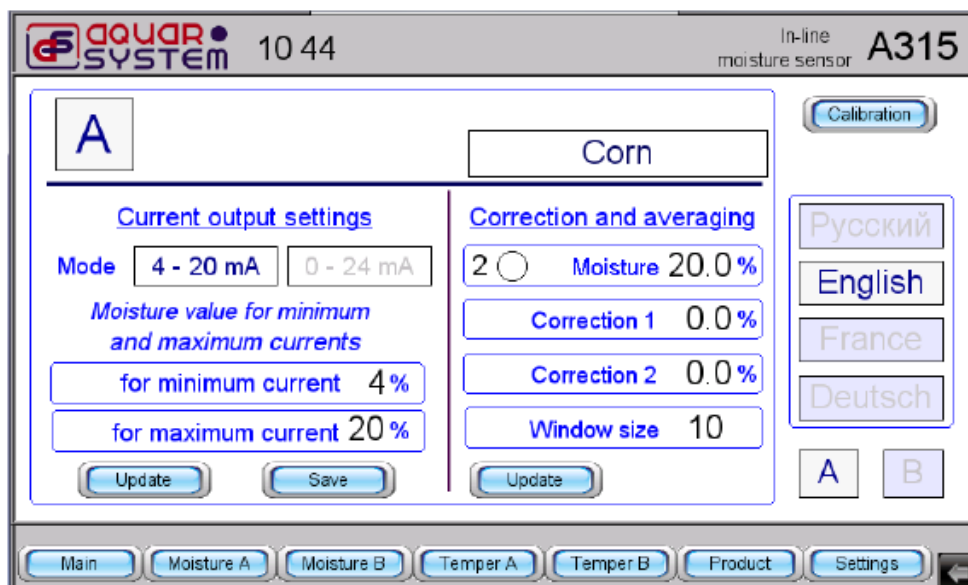 aquar
system
10 44
In-line
moisture sensor
A315
A
Corn
Calibration
Current output settings
Mode 4 - 20 mA 0 - 24 mA
Moisture value for minimum
and maximum currents
for minimum current 4 %
for maximum current 20 %
Update Save
Correction and averaging
2 Moisture 20.0 %
Correction 1 0.0 %
Correction 2 0.0 %
Window size 10
Update
Русский
English
France
Deutsch
A B
Main Moisture A Moisture B Temper A Temper B Product Settings